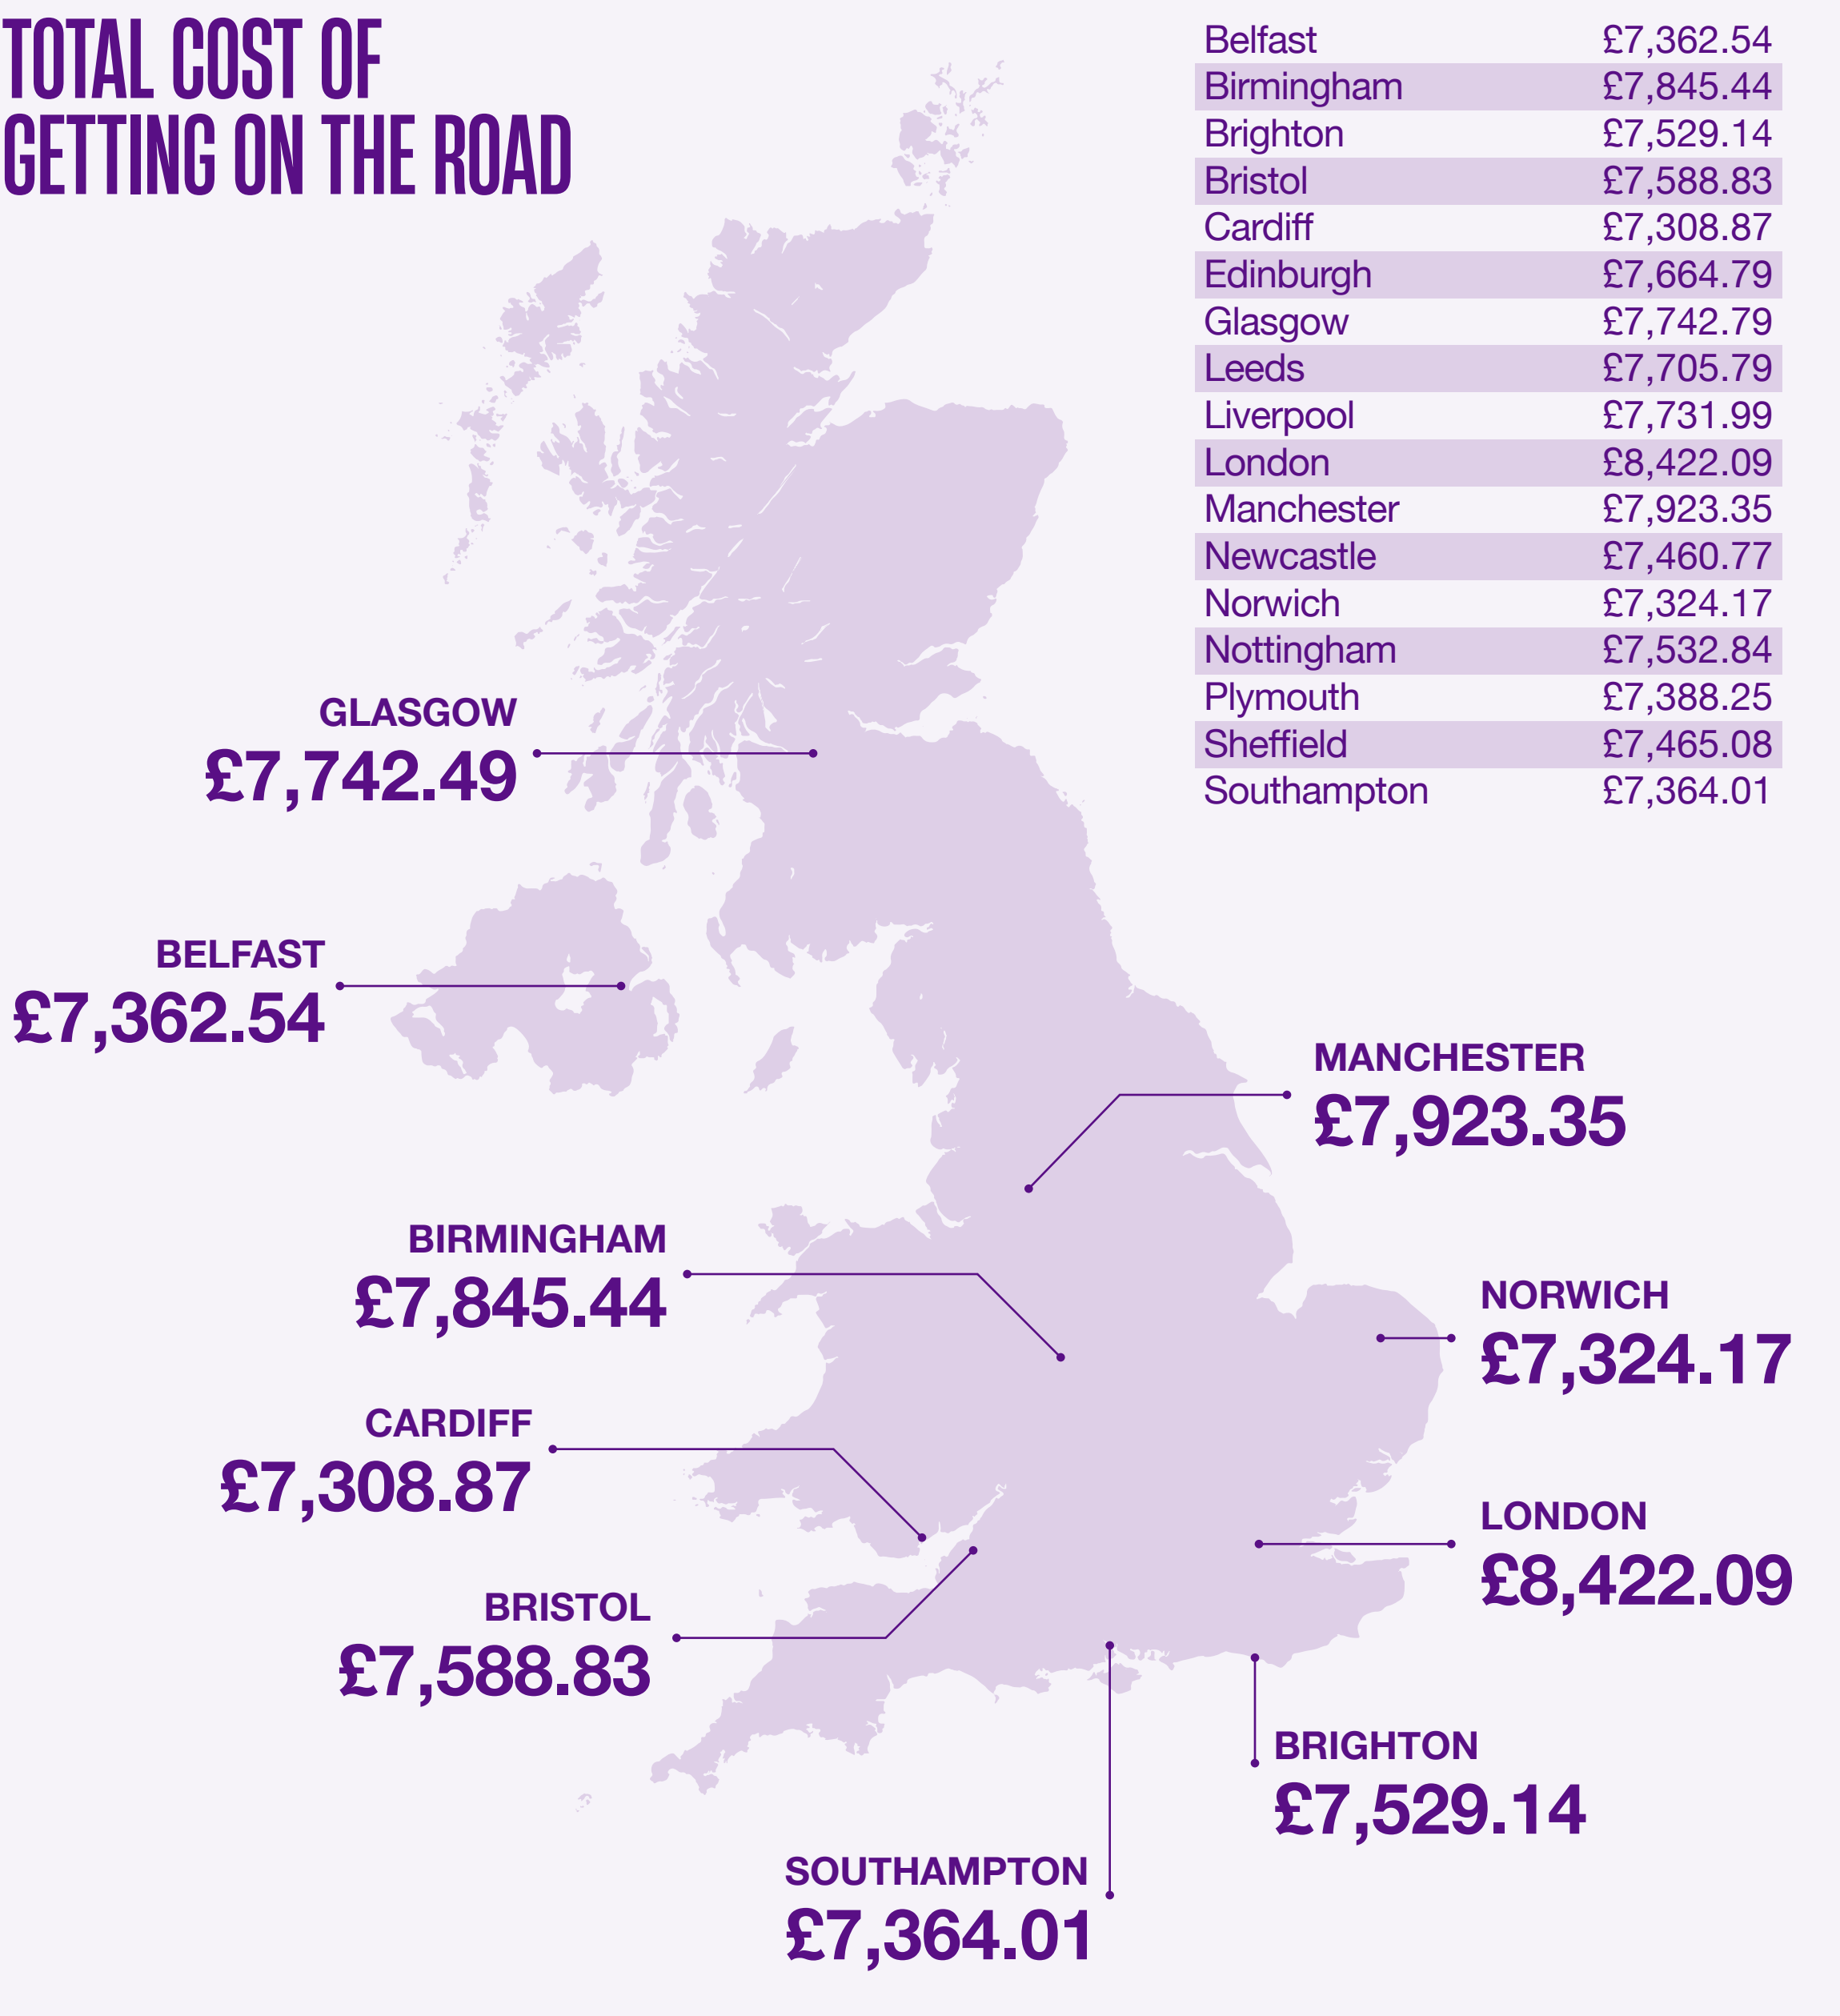 TOTAL COST OF
GETTING ON THE ROAD
Belfast £7,362.54
Birmingham £7,845.44
Brighton £7,529.14
Bristol £7,588.83
Cardiff £7,308.87
Edinburgh £7,664.79
Glasgow £7,742.79
Leeds £7,705.79
Liverpool £7,731.99
London £8,422.09
Manchester £7,923.35
Newcastle £7,460.77
Norwich £7,324.17
Nottingham £7,532.84
Plymouth £7,388.25
Sheffield £7,465.08
Southampton £7,364.01
GLASGOW
£7,742.49
BELFAST
£7,362.54
MANCHESTER
£7,923.35
BIRMINGHAM
£7,845.44
NORWICH
£7,324.17
CARDIFF
£7,308.87
LONDON
£8,422.09
BRISTOL
£7,588.83
BRIGHTON
£7,529.14
SOUTHAMPTON
£7,364.01